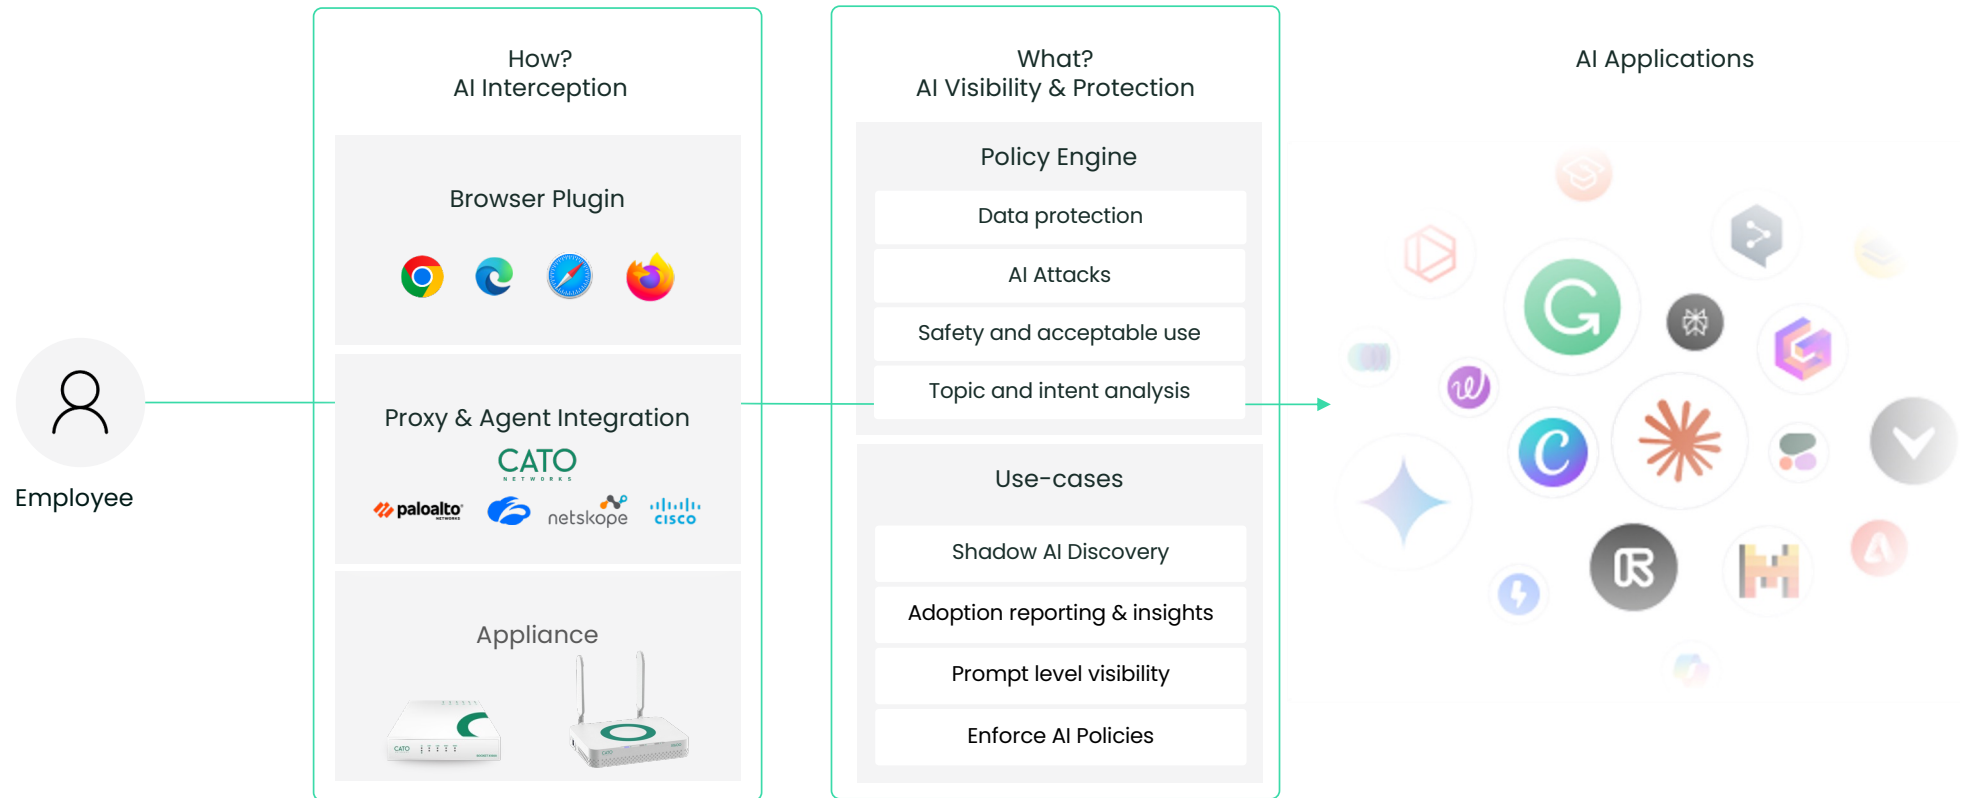 How?
AI Interception
What?
AI Visibility & Protection
AI Applications
Browser Plugin
Policy Engine
Data protection
AI Attacks
Safety and acceptable use
Topic and intent analysis
Proxy & Agent Integration
CATO
NETWORKS
paloalto
NETWORKS
netskope
CISCO
Employee
Use-cases
Shadow AI Discovery
Adoption reporting & insights
Prompt level visibility
Enforce AI Policies
Appliance
CATO
CATO